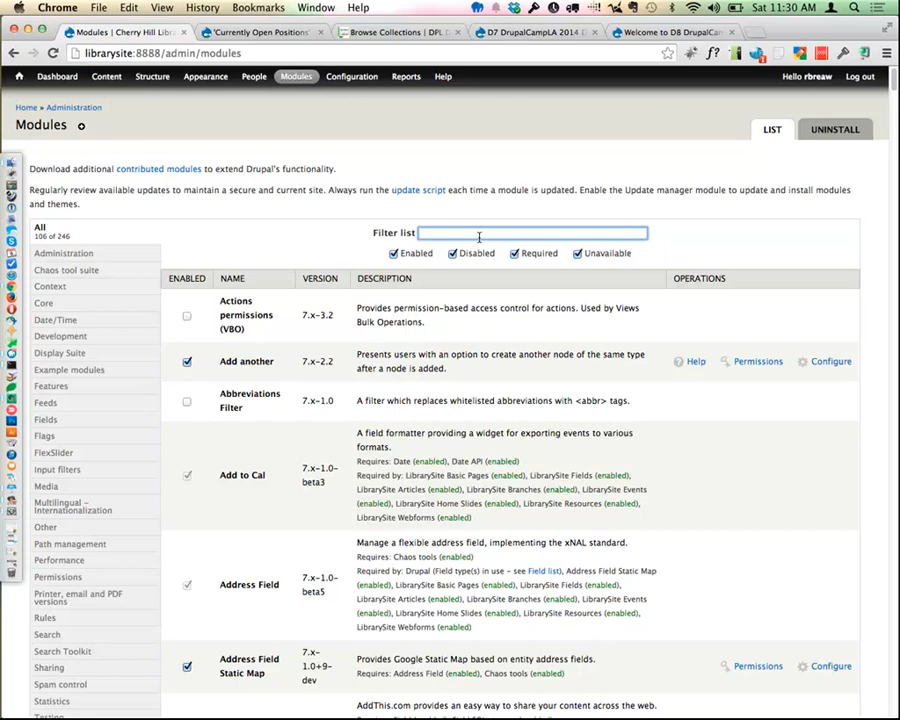 Chrome File Edit View History Bookmarks Window Help Sat 11:30 AM
Modules | Cherry Hill Libra
'Currently Open Positions'
Browse Collections | DPL D
D7 DrupalCampLA 2014 D
Welcome to D8 DrupalCam
librarysite:8888/admin/modules
Dashboard Content Structure Appearance People Modules Configuration Reports Help Hello rbreaw Log out
Home » Administration
Modules
LIST UNINSTALL
Download additional contributed modules to extend Drupal's functionality.
Regularly review available updates to maintain a secure and current site. Always run the update script each time a module is updated. Enable the Update manager module to update and install modules
and themes.
All
106 of 246
Administration
Chaos tool suite
Context
Core
Date/Time
Development
Display Suite
Example modules
Features
Feeds
Fields
Flags
FlexSlider
Input filters
Media
Multilingual -
Internationalization
Other
Path management
Performance
Permissions
Printer, email and PDF
versions
Rules
Search
Search Toolkit
Sharing
Spam control
Statistics
Testing
Filter list
Enabled Disabled Required Unavailable
ENABLED NAME VERSION DESCRIPTION OPERATIONS
Actions
permissions
(VBO)
7.x-3.2
Provides permission-based access control for actions. Used by Views
Bulk Operations.
Add another
7.x-2.2
Presents users with an option to create another node of the same type
after a node is added.
Help Permissions Configure
Abbreviations
Filter
7.x-1.0
A filter which replaces whitelisted abbreviations with <abbr> tags.
Add to Cal
7.x-1.0-
beta3
A field formatter providing a widget for exporting events to various
formats.
Requires: Date (enabled), Date API (enabled)
Required by: LibrarySite Basic Pages (enabled), LibrarySite Fields (enabled),
LibrarySite Articles (enabled), LibrarySite Branches (enabled), LibrarySite Events
(enabled), LibrarySite Home Slides (enabled), LibrarySite Resources (enabled),
LibrarySite Webforms (enabled)
Address Field
7.x-1.0-
beta5
Manage a flexible address field, implementing the xNAL standard.
Requires: Chaos tools (enabled)
Required by: Drupal (Field type(s) in use - see Field list), Address Field Static Map
(enabled), LibrarySite Basic Pages (enabled), LibrarySite Fields (enabled),
LibrarySite Articles (enabled), LibrarySite Branches (enabled), LibrarySite Events
(enabled), LibrarySite Home Slides (enabled), LibrarySite Resources (enabled),
LibrarySite Webforms (enabled)
Address Field
Static Map
7.x-
1.0+9-
dev
Provides Google Static Map based on entity address fields.
Requires: Address Field (enabled), Chaos tools (enabled)
Permissions Configure
AddThis.com provides an easy way to share your content across the web.